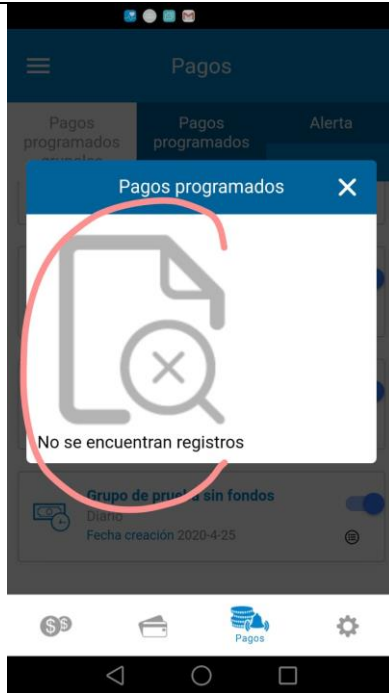 Pagos
Pagos
programados
grupales
Pagos
programados
Alerta
Pagos programados
No se encuentran registros
Grupo de prueba sin fondos
Diario
Fecha creación 2020-4-25
Pagos